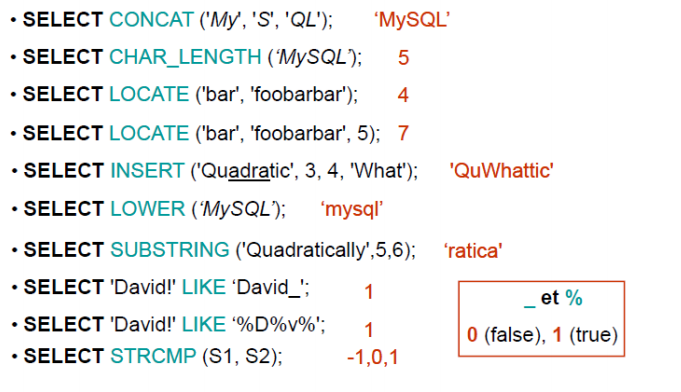 • SELECT CONCAT ('My', 'S', 'QL'); ‘MySQL’
• SELECT CHAR_LENGTH (‘MySQL’); 5
• SELECT LOCATE ('bar', 'foobarbar'); 4
• SELECT LOCATE ('bar', 'foobarbar', 5); 7
• SELECT INSERT ('Quadratic', 3, 4, 'What'); 'QuWhattic'
• SELECT LOWER (‘MySQL’); ‘mysql’
• SELECT SUBSTRING ('Quadratically',5,6); ‘ratica'
• SELECT 'David!' LIKE ‘David_'; 1
• SELECT 'David!' LIKE ‘%D%v%'; 1
• SELECT STRCMP (S1, S2); -1,0,1
_ et %
0 (false), 1 (true)